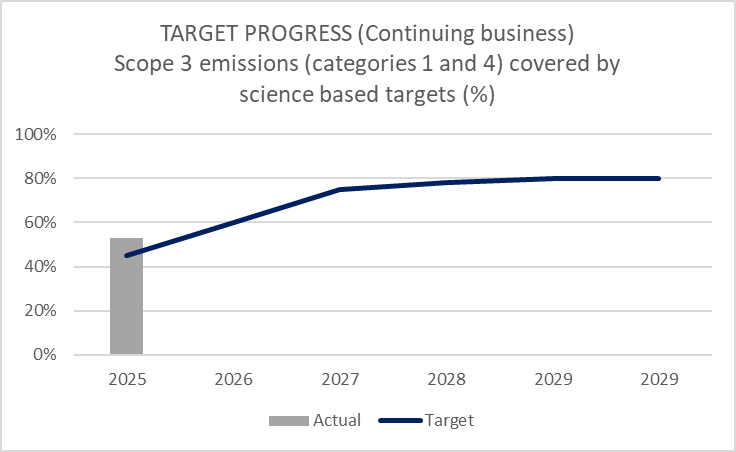 TARGET PROGRESS (Continuing business)
Scope 3 emissions (categories 1 and 4) covered by
science based targets (%)
100%
80%
60%
40%
20%
0%
2025 2026 2027 2028 2029 2029
Actual Target